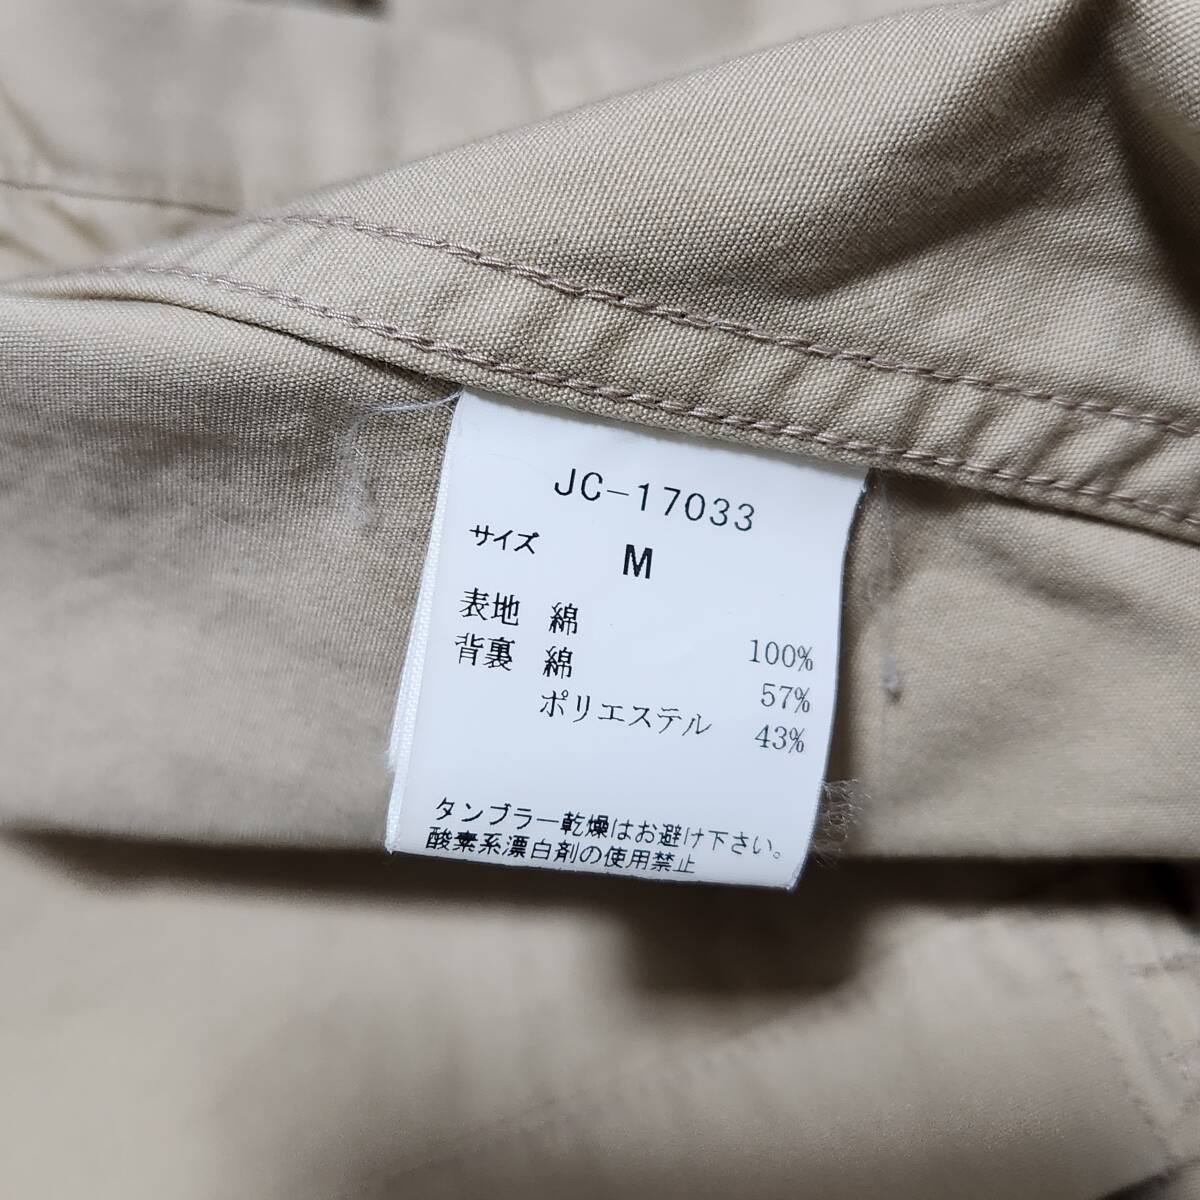 JC-17033
サイズ M
表地 綿 100%
背裏 綿 57%
ポリエステル 43%
タンブラー乾燥はお避け下さい。
酸素系漂白剤の使用禁止